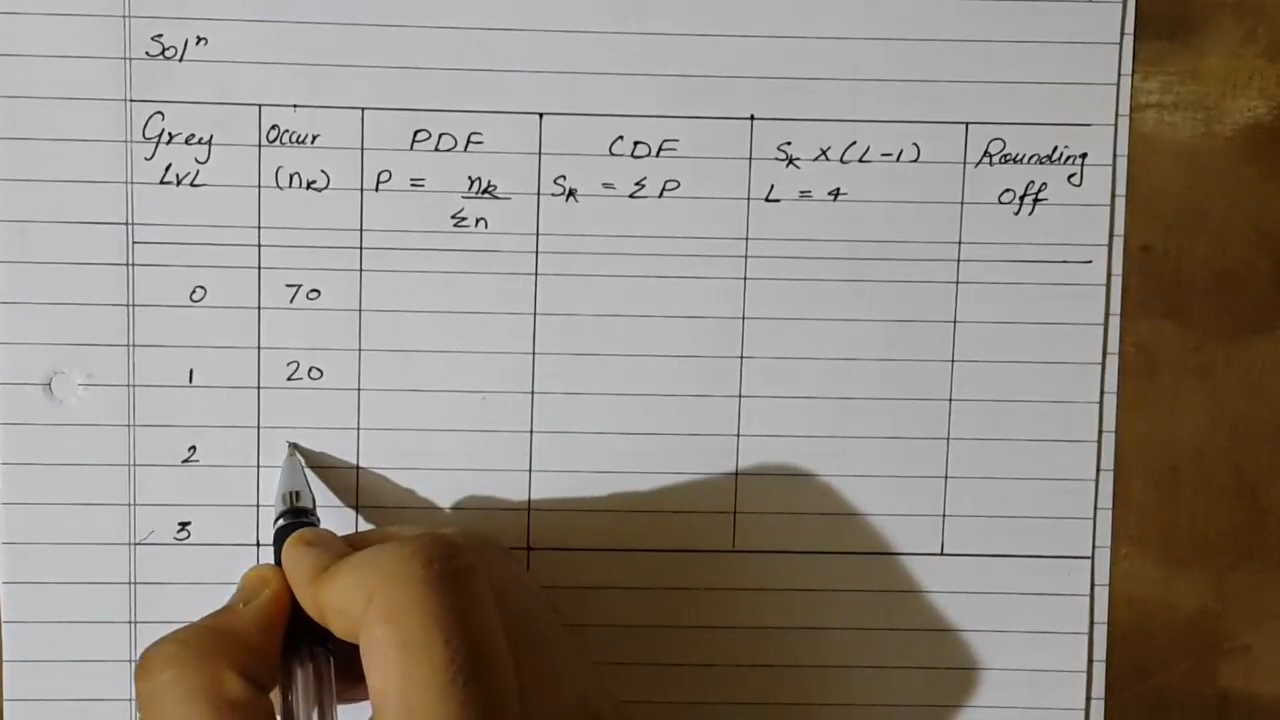 Solⁿ
Grey Occur PDF CDF Sk × (L-1) Rounding
LvL (nk) P = nk Sk = Σ P L = 4 Off
Σn
0 70
1 20
2
3